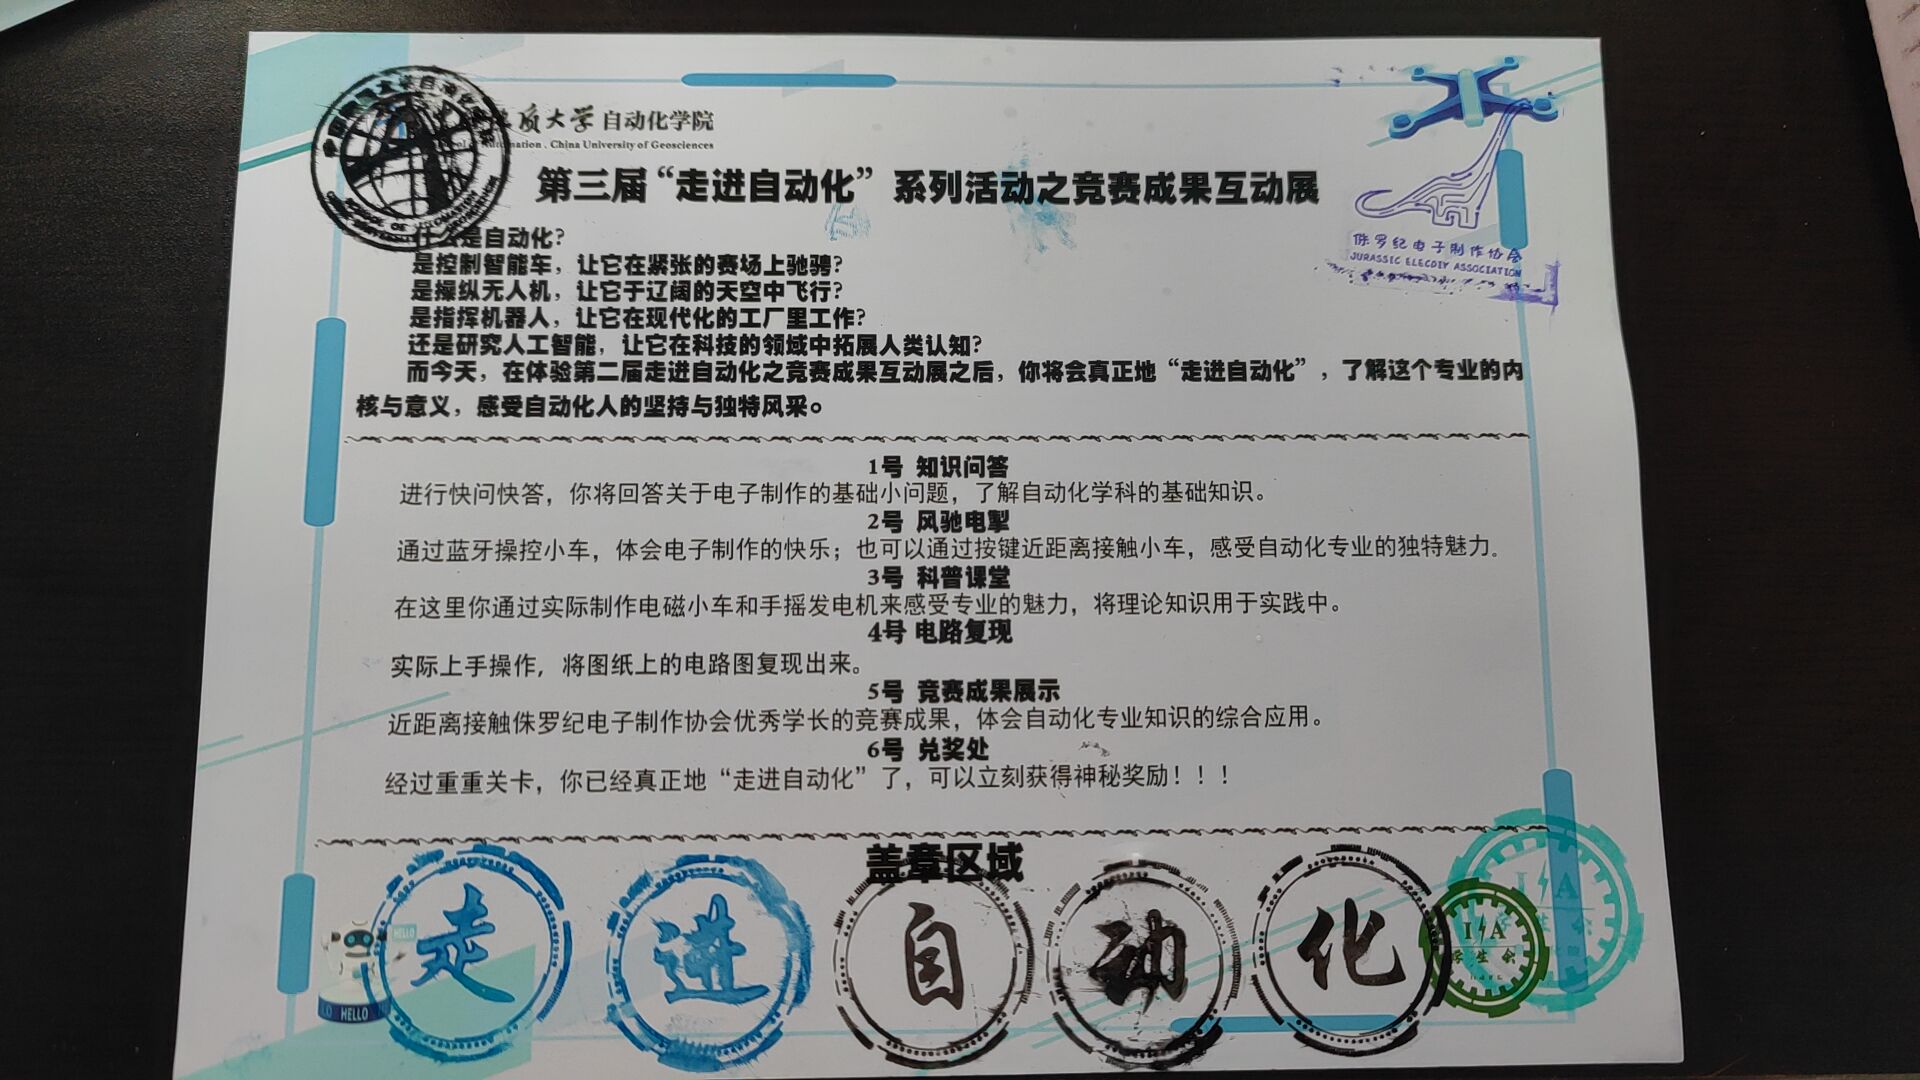 大学 自动化学院
China University of Geosciences
第三届“走进自动化”系列活动之竞赛成果互动展
是自动化?
是控制智能车，让它在紧张的赛场上驰骋?
是操纵无人机，让它于辽阔的天空中飞行?
是指挥机器人，让它在现代化的工厂里工作?
还是研究人工智能，让它在科技的领域中拓展人类认知?
而今天，在体验第二届走进自动化之竞赛成果互动展之后，你将会真正地“走进自动化”，了解这个专业的内
核与意义，感受自动化人的坚持与独特风采。
侏罗纪电子制作协会
JURASSIC ELECDIY ASSOCIATION
1号 知识问答
进行快问快答，你将回答关于电子制作的基础小问题，了解自动化学科的基础知识。
2号 风驰电掣
通过蓝牙操控小车，体会电子制作的快乐；也可以通过按键近距离接触小车，感受自动化专业的独特魅力。
3号 科普课堂
在这里你通过实际制作电磁小车和手摇发电机来感受专业的魅力，将理论知识用于实践中。
4号 电路复现
实际上手操作，将图纸上的电路图复现出来。
5号 竞赛成果展示
近距离接触侏罗纪电子制作协会优秀学长的竞赛成果，体会自动化专业知识的综合应用。
6号 兑奖处
经过重重关卡，你已经真正地“走进自动化”了，可以立刻获得神秘奖励！！！
盖章区域
走 进 自 动 化
HELLO
HELLO
IA
IA
学生会